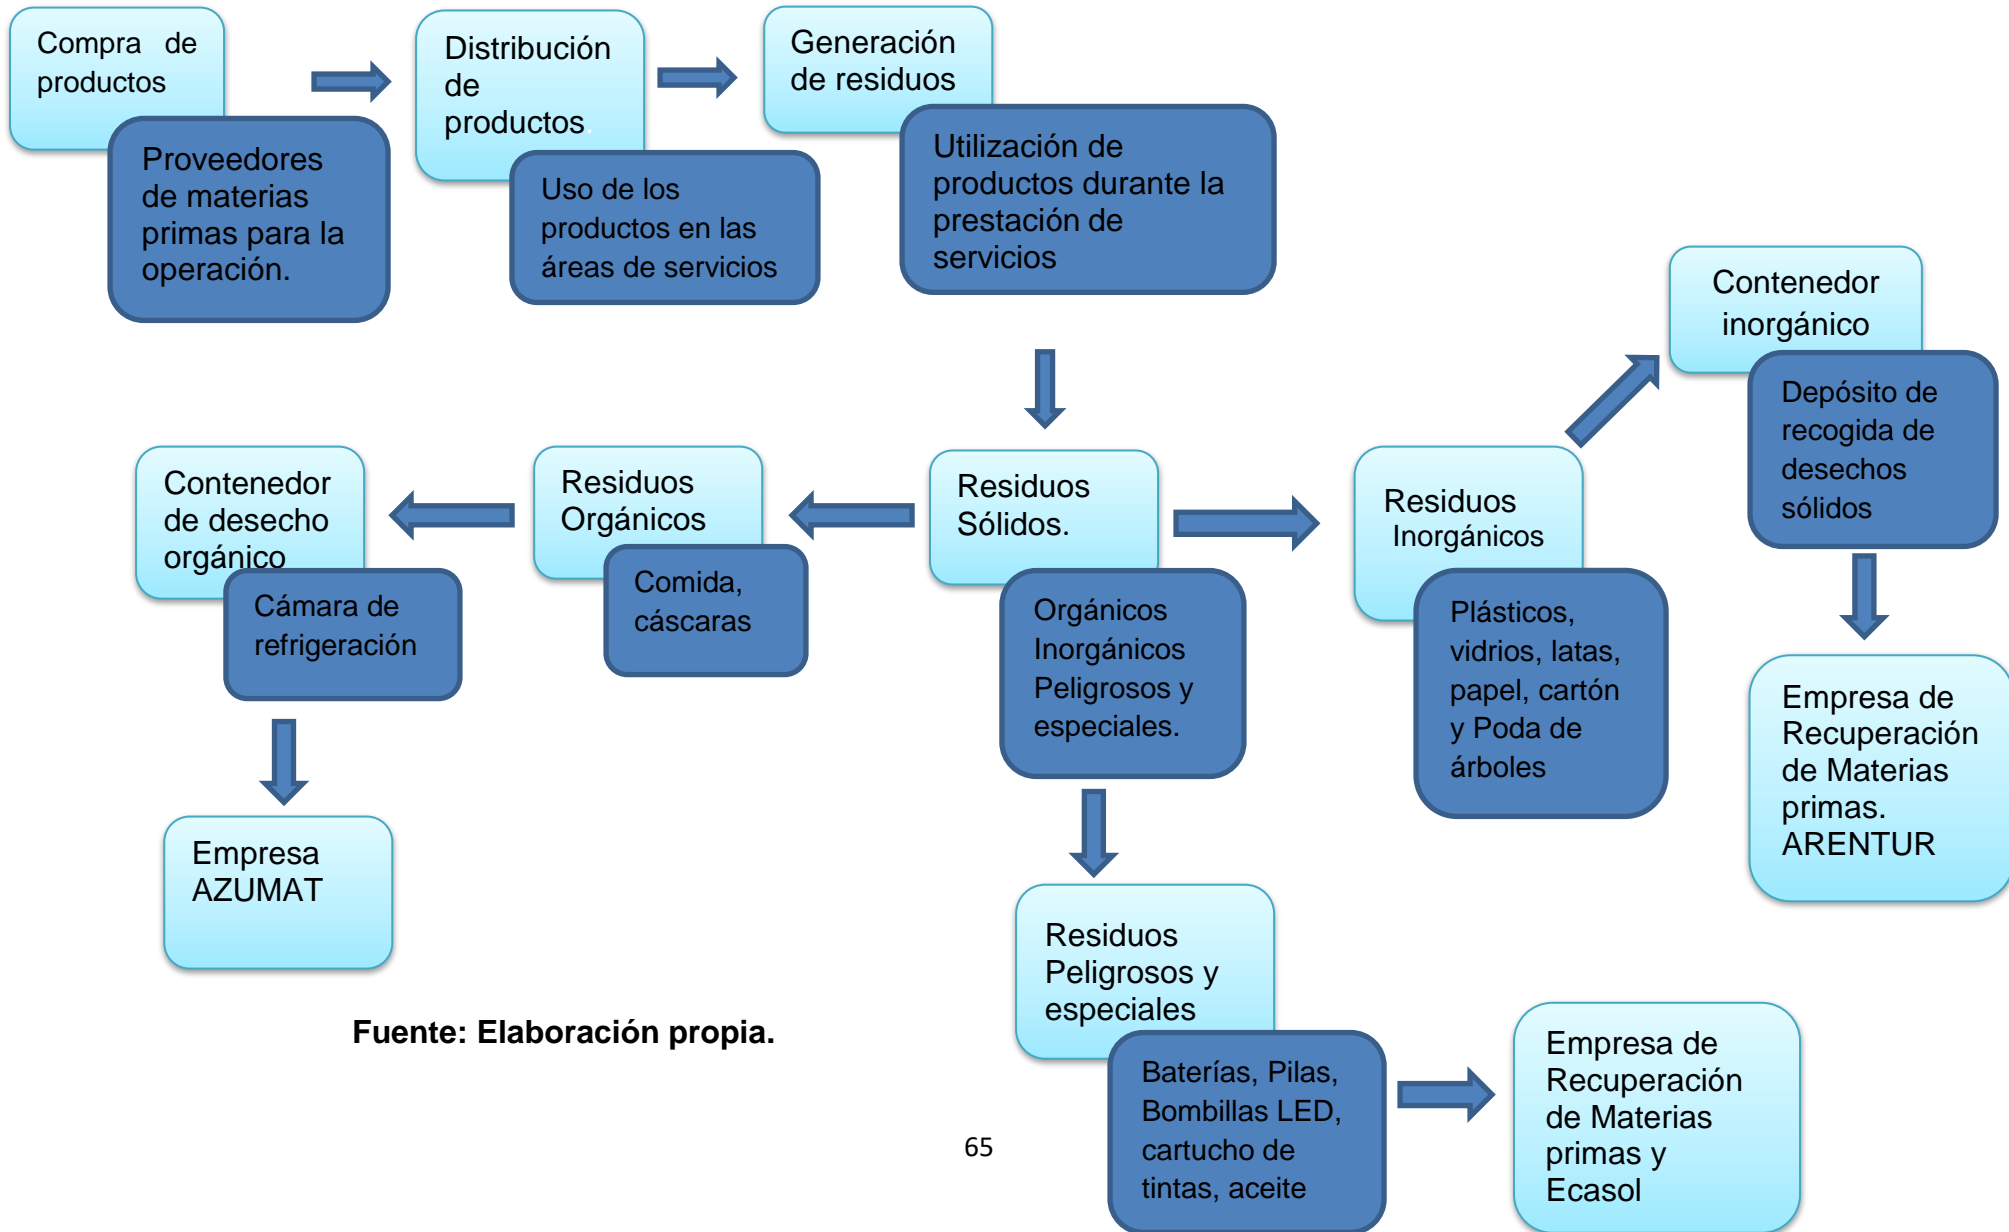 Compra de
productos
Proveedores
de materias
primas para la
operación.
Distribución
de
productos.
Uso de los
productos en las
áreas de servicios
Generación
de residuos
Utilización de
productos durante la
prestación de
servicios
Contenedor
inorgánico
Depósito de
recogida de
desechos
sólidos
Contenedor
de desecho
orgánico
Cámara de
refrigeración
Residuos
Orgánicos
Comida,
cáscaras
Residuos
Sólidos.
Orgánicos
Inorgánicos
Peligrosos y
especiales.
Residuos
Inorgánicos
Plásticos,
vidrios, latas,
papel, cartón
y Poda de
árboles
Empresa de
Recuperación
de Materias
primas.
ARENTUR
Empresa
AZUMAT
Residuos
Peligrosos y
especiales
Baterías, Pilas,
Bombillas LED,
cartucho de
tintas, aceite
Empresa de
Recuperación
de Materias
primas y
Ecasol
Fuente: Elaboración propia.
65